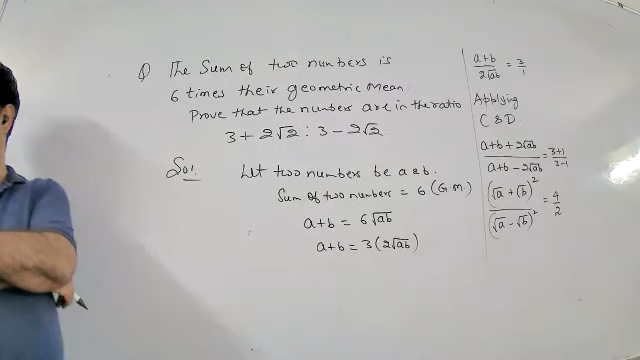 Q The Sum of two numbers is
6 times their geometric mean.
Prove that the numbers are in the ratio
3 + 2√2 : 3 − 2√2.
Sol. Let two numbers be a & b.
Sum of two numbers = 6 (G.M.)
a+b = 6√ab
a+b = 3(2√ab)
a+b / 2√ab = 3/1
Applying
C & D.
a+b + 2√ab / a+b − 2√ab = 3+1 / 3−1
(√a + √b)² / (√a − √b)² = 4/2